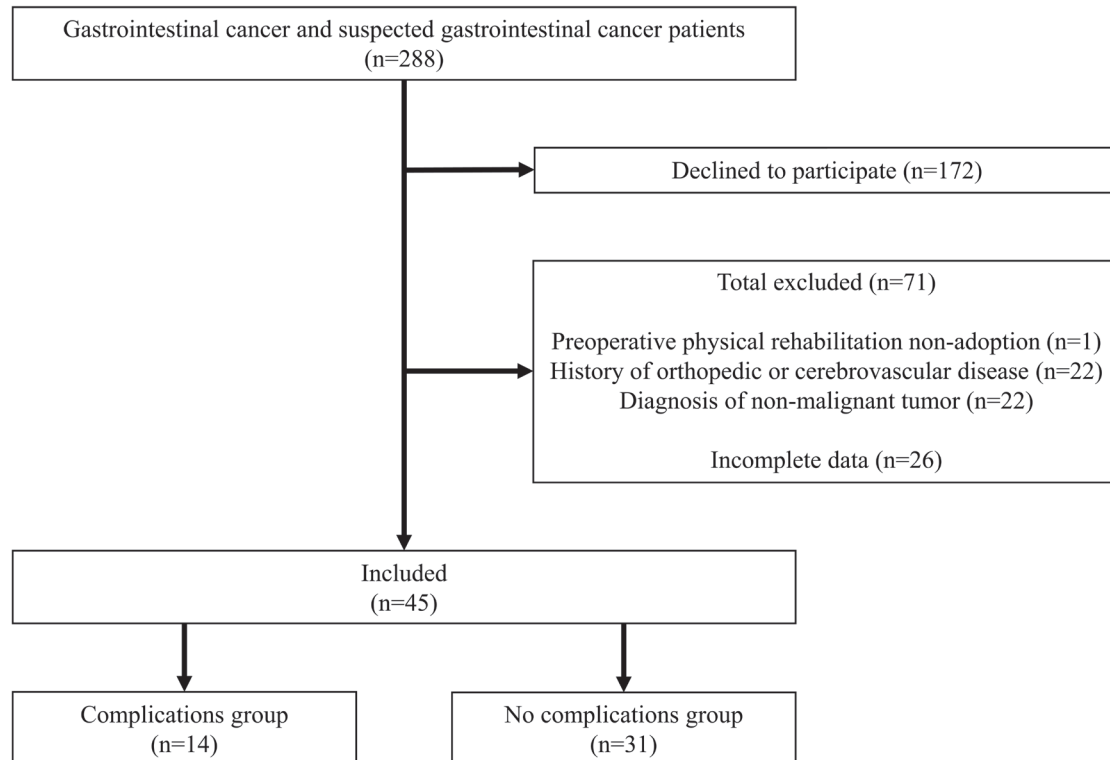 Gastrointestinal cancer and suspected gastrointestinal cancer patients
(n=288)
Declined to participate (n=172)
Total excluded (n=71)
Preoperative physical rehabilitation non-adoption (n=1)
History of orthopedic or cerebrovascular disease (n=22)
Diagnosis of non-malignant tumor (n=22)
Incomplete data (n=26)
Included
(n=45)
Complications group
(n=14)
No complications group
(n=31)